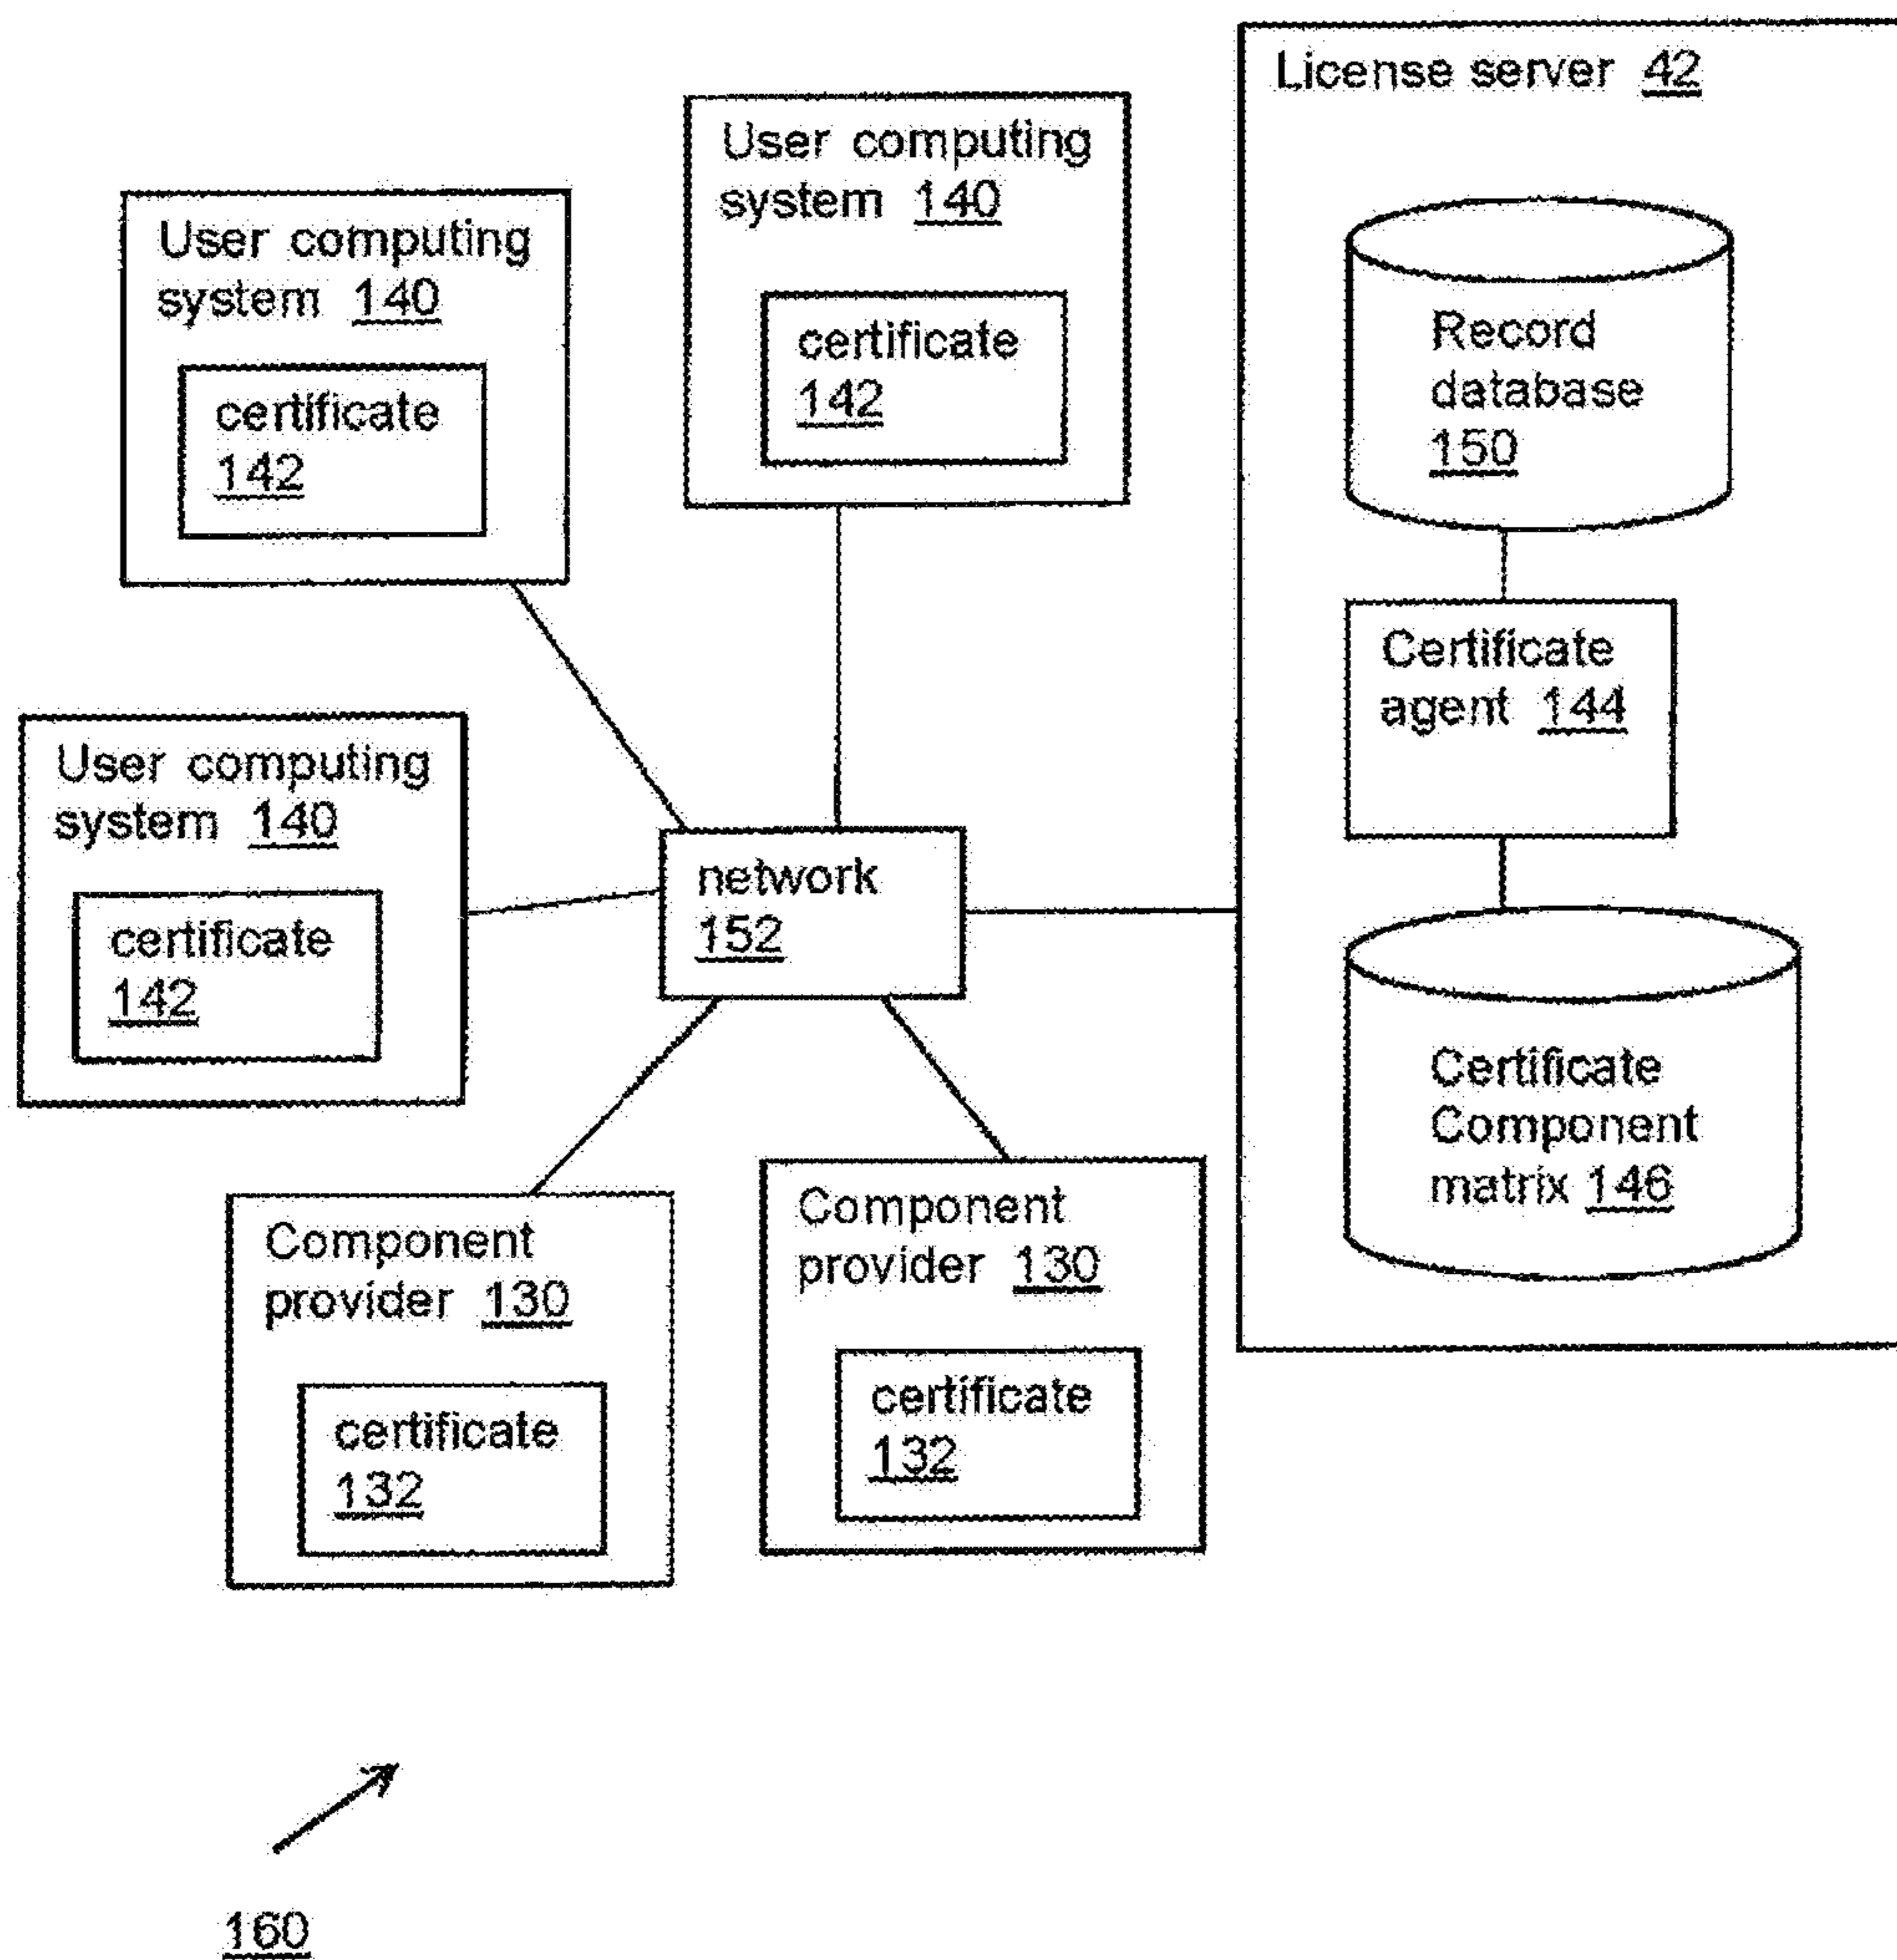 License server 42
User computing
system 140
certificate
142
User computing
system 140
certificate
142
Record
database
150
Certificate
agent 144
User computing
system 140
certificate
142
network
152
Certificate
Component
matrix 146
Component
provider 130
certificate
132
Component
provider 130
certificate
132
160